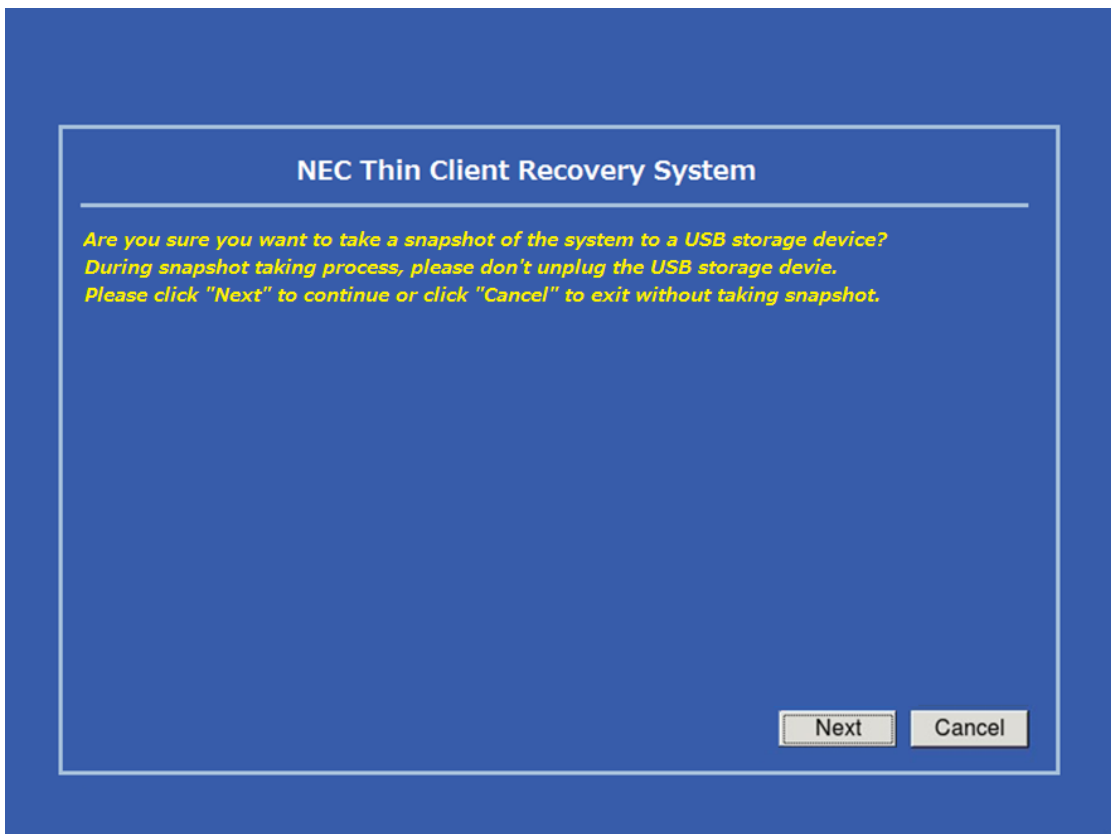 NEC Thin Client Recovery System
Are you sure you want to take a snapshot of the system to a USB storage device?
During snapshot taking process, please don't unplug the USB storage devie.
Please click "Next" to continue or click "Cancel" to exit without taking snapshot.
Next Cancel